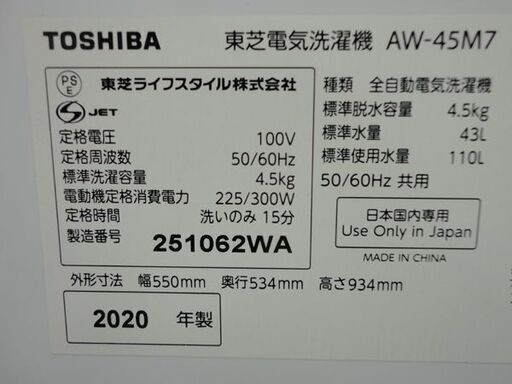 TOSHIBA 東芝電気洗濯機 AW-45M7
PS
E 東芝ライフスタイル株式会社
S JET
定格電圧 100V
定格周波数 50/60Hz
標準洗濯容量 4.5kg
電動機定格消費電力 225/300W
定格時間 洗いのみ 15分
製造番号 251062WA
種類 全自動電気洗濯機
標準脱水容量 4.5kg
標準水量 43L
標準使用水量 110L
50/60Hz 共用
日本国内専用
Use Only in Japan
MADE IN CHINA
外形寸法 幅550mm 奥行534mm 高さ934mm
2020 年製